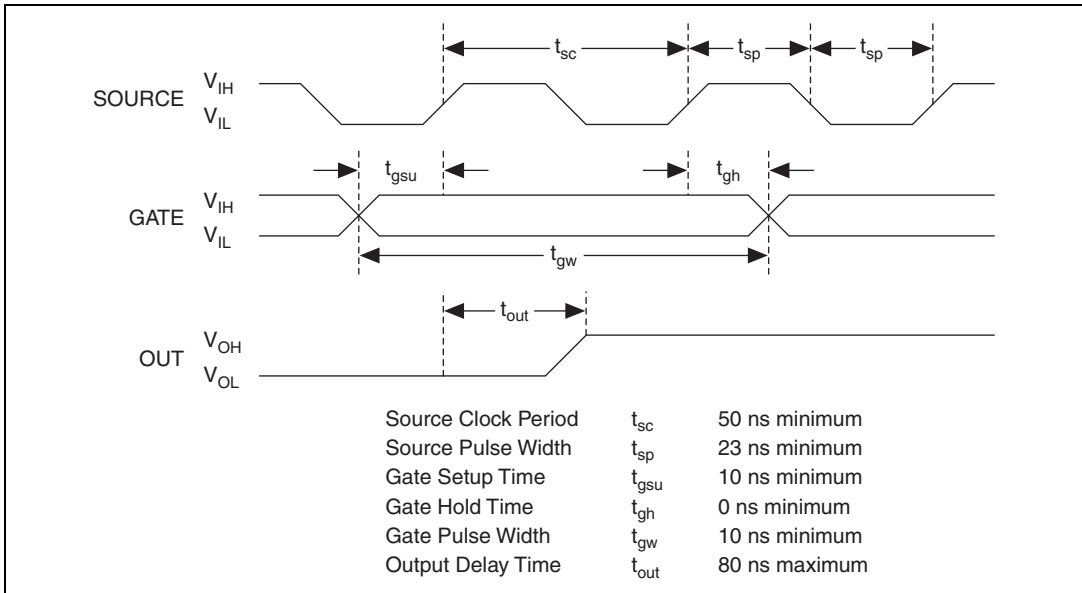 t_sc t_sp t_sp
V_IH
SOURCE
V_IL
t_gsu t_gh
V_IH
GATE
V_IL
t_gw
t_out
V_OH
OUT
V_OL
Source Clock Period t_sc 50 ns minimum
Source Pulse Width t_sp 23 ns minimum
Gate Setup Time t_gsu 10 ns minimum
Gate Hold Time t_gh 0 ns minimum
Gate Pulse Width t_gw 10 ns minimum
Output Delay Time t_out 80 ns maximum